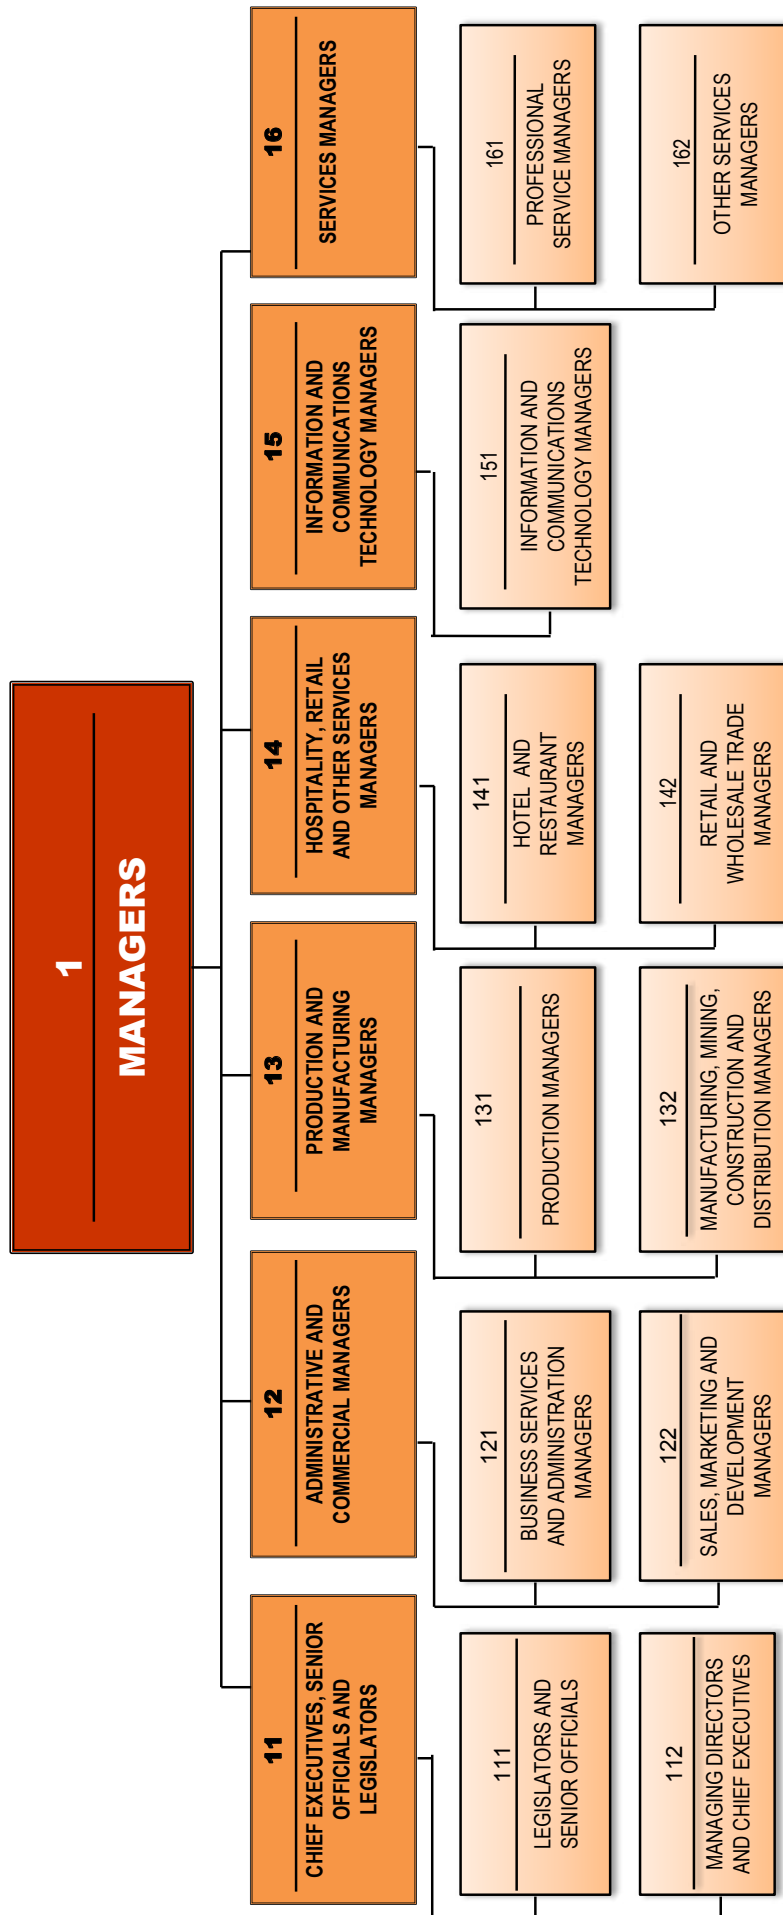 1
MANAGERS
11
CHIEF EXECUTIVES, SENIOR
OFFICIALS AND
LEGISLATORS
12
ADMINISTRATIVE AND
COMMERCIAL MANAGERS
13
PRODUCTION AND
MANUFACTURING
MANAGERS
14
HOSPITALITY, RETAIL
AND OTHER SERVICES
MANAGERS
15
INFORMATION AND
COMMUNICATIONS
TECHNOLOGY MANAGERS
16
SERVICES MANAGERS
111
LEGISLATORS AND
SENIOR OFFICIALS
121
BUSINESS SERVICES
AND ADMINISTRATION
MANAGERS
131
PRODUCTION MANAGERS
141
HOTEL AND
RESTAURANT
MANAGERS
151
INFORMATION AND
COMMUNICATIONS
TECHNOLOGY MANAGERS
161
PROFESSIONAL
SERVICE MANAGERS
112
MANAGING DIRECTORS
AND CHIEF EXECUTIVES
122
SALES, MARKETING AND
DEVELOPMENT
MANAGERS
132
MANUFACTURING, MINING,
CONSTRUCTION AND
DISTRIBUTION MANAGERS
142
RETAIL AND
WHOLESALE TRADE
MANAGERS
162
OTHER SERVICES
MANAGERS